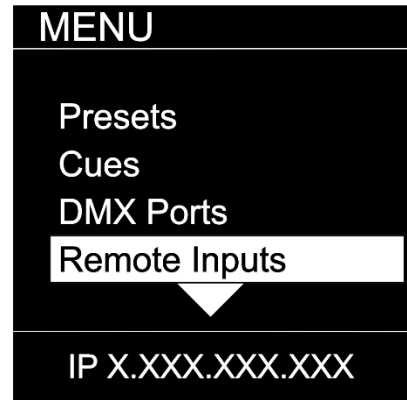 MENU
Presets
Cues
DMX Ports
Remote Inputs
IP X.XXX.XXX.XXX